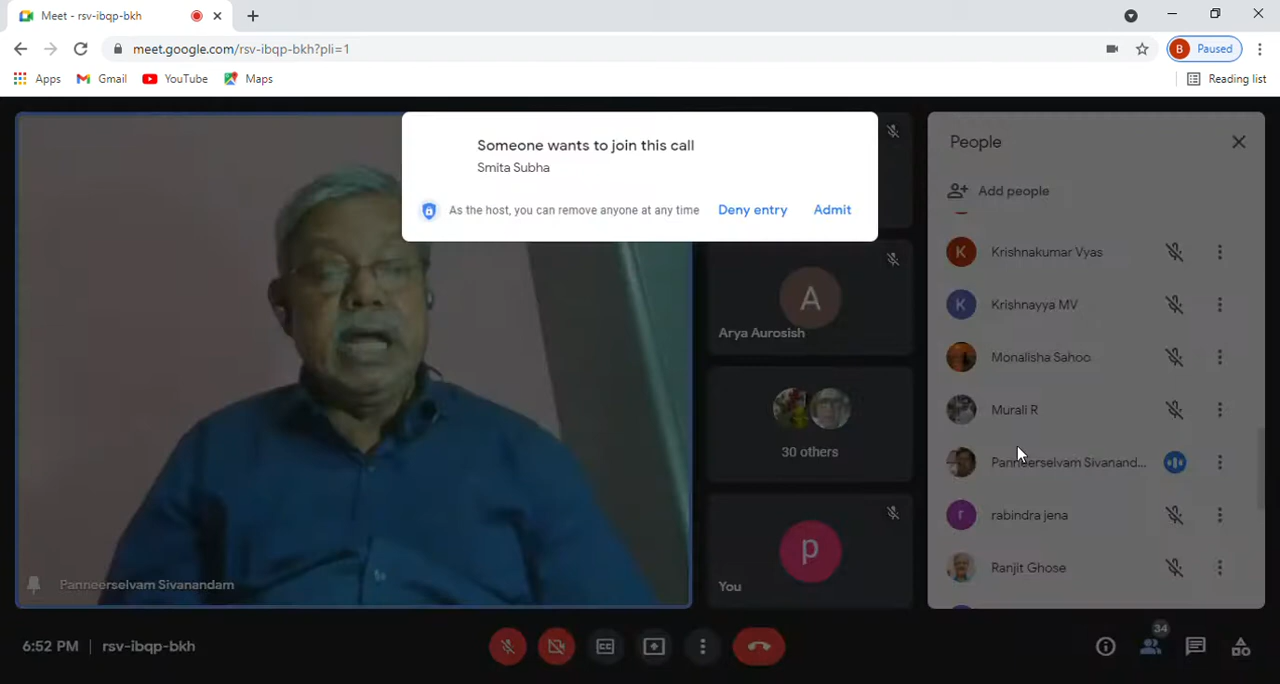 Meet - rsv-ibqp-bkh
meet.google.com/rsv-ibqp-bkh?pli=1
B Paused
Apps Gmail YouTube Maps
Reading list
Someone wants to join this call
Smita Subha
As the host, you can remove anyone at any time Deny entry Admit
People
Add people
K Krishnakumar Vyas
K Krishnayya MV
Monalisha Sahoo
Murali R
Panneerselvam Sivanand...
r rabindra jena
Ranjit Ghose
A
Arya Aurosish
30 others
p
You
Panneerselvam Sivanandam
6:52 PM | rsv-ibqp-bkh
CC
34